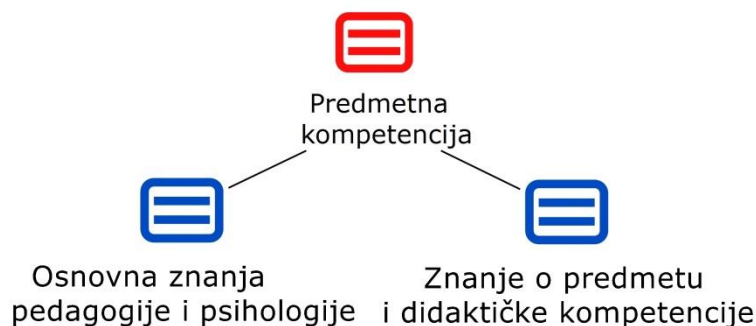 Predmetna
kompetencija
Osnovna znanja
pedagogije i psihologije
Znanje o predmetu
i didaktičke kompetencije